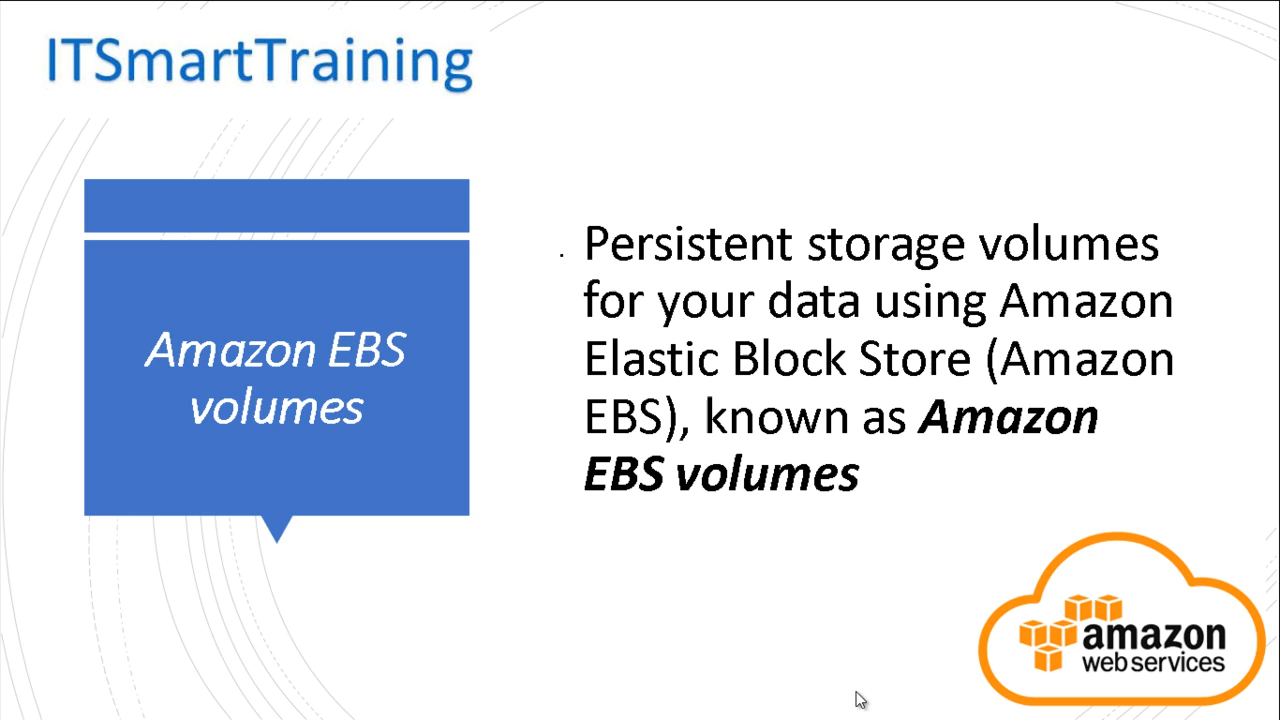 ITSmartTraining
Amazon EBS
volumes
Persistent storage volumes
for your data using Amazon
Elastic Block Store (Amazon
EBS), known as Amazon
EBS volumes
amazon
web services